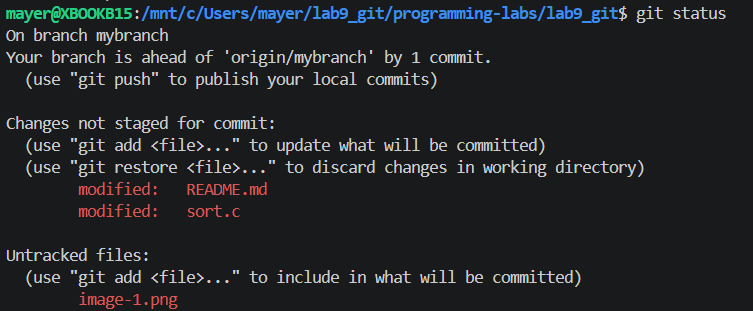 mayer@XBOOKB15:/mnt/c/Users/mayer/lab9_git/programming-labs/lab9_git$ git status
On branch mybranch
Your branch is ahead of 'origin/mybranch' by 1 commit.
  (use "git push" to publish your local commits)

Changes not staged for commit:
  (use "git add <file>..." to update what will be committed)
  (use "git restore <file>..." to discard changes in working directory)
        modified:   README.md
        modified:   sort.c

Untracked files:
  (use "git add <file>..." to include in what will be committed)
        image-1.png